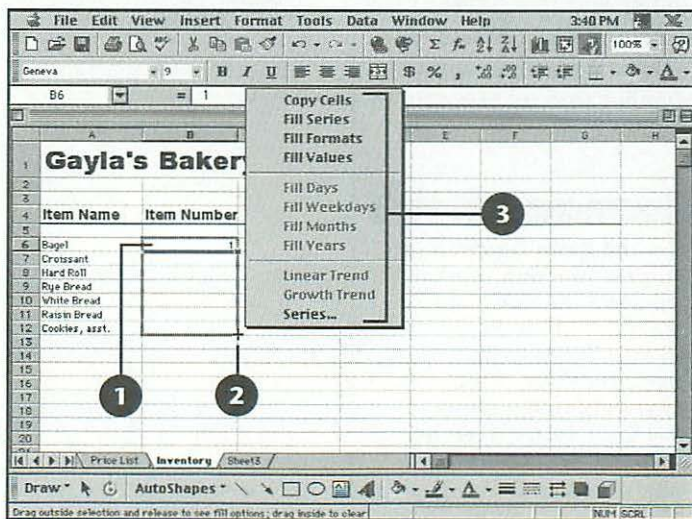 File Edit View Insert Format Tools Data Window Help 3:40 PM
100%
Geneva 9 B I U $ % ,
B6 = 1
Copy Cells
Fill Series
Fill Formats
Fill Values
Fill Days
Fill Weekdays
Fill Months
Fill Years
Linear Trend
Growth Trend
Series...
A B E F G H
1 Gayla's Baker
2
3
4 Item Name Item Number
5
6 Bagel 1
7 Croissant
8 Hard Roll
9 Rye Bread
10 White Bread
11 Raisin Bread
12 Cookies, asst.
13
14
15
16
17
18
19
20
1
2
3
Price List Inventory Sheet3
Draw AutoShapes
Drag outside selection and release to see fill options; drag inside to clear NUM SCRL